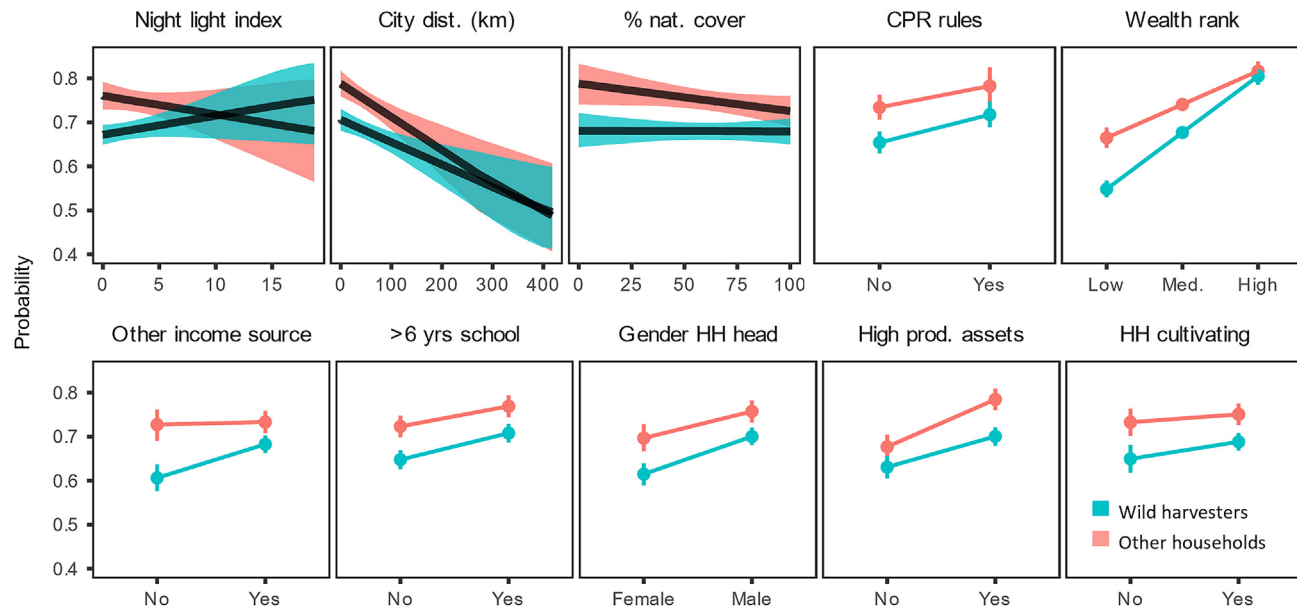 Night light index City dist. (km) % nat. cover CPR rules Wealth rank
0.8
0.7
0.6
0.5
0.4
0 5 10 15 0 100 200 300 400 0 25 50 75 100 No Yes Low Med. High
Probability
Other income source >6 yrs school Gender HH head High prod. assets HH cultivating
0.8
0.7
0.6
0.5
0.4
Wild harvesters
Other households
No Yes No Yes Female Male No Yes No Yes